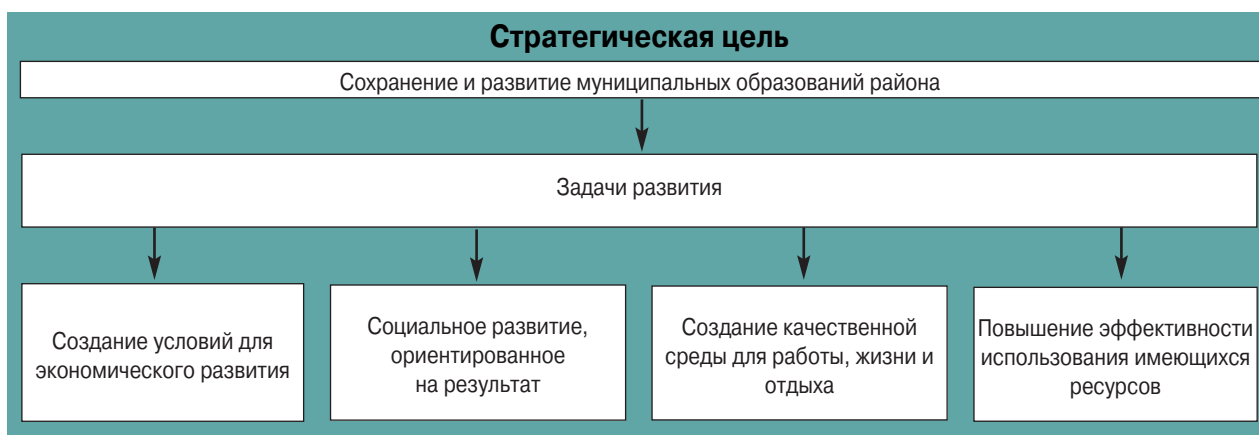 Стратегическая цель
Сохранение и развитие муниципальных образований района
Задачи развития
Создание условий для
экономического развития
Социальное развитие,
ориентированное
на результат
Создание качественной
среды для работы, жизни и
отдыха
Повышение эффективности
использования имеющихся
ресурсов